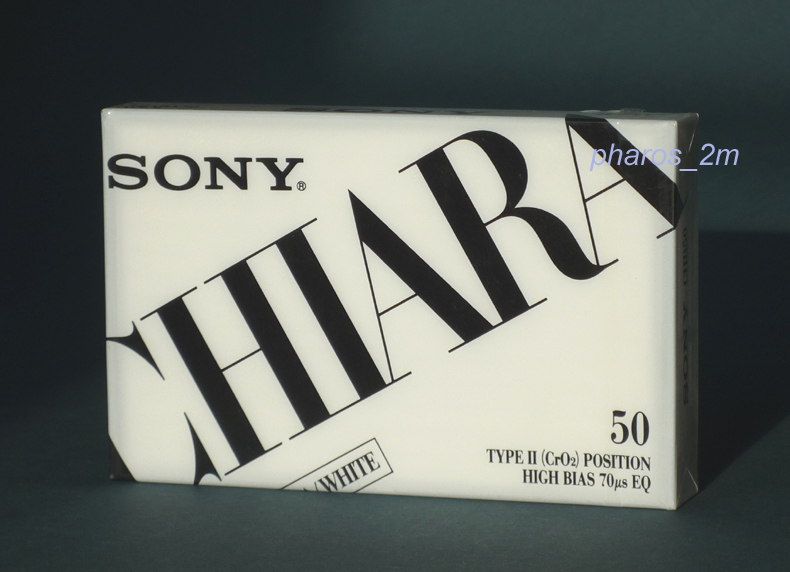 SONY®
CHIARA
pharos_2m
50
TYPE II (CrO₂) POSITION
HIGH BIAS 70μs EQ
/WHITE